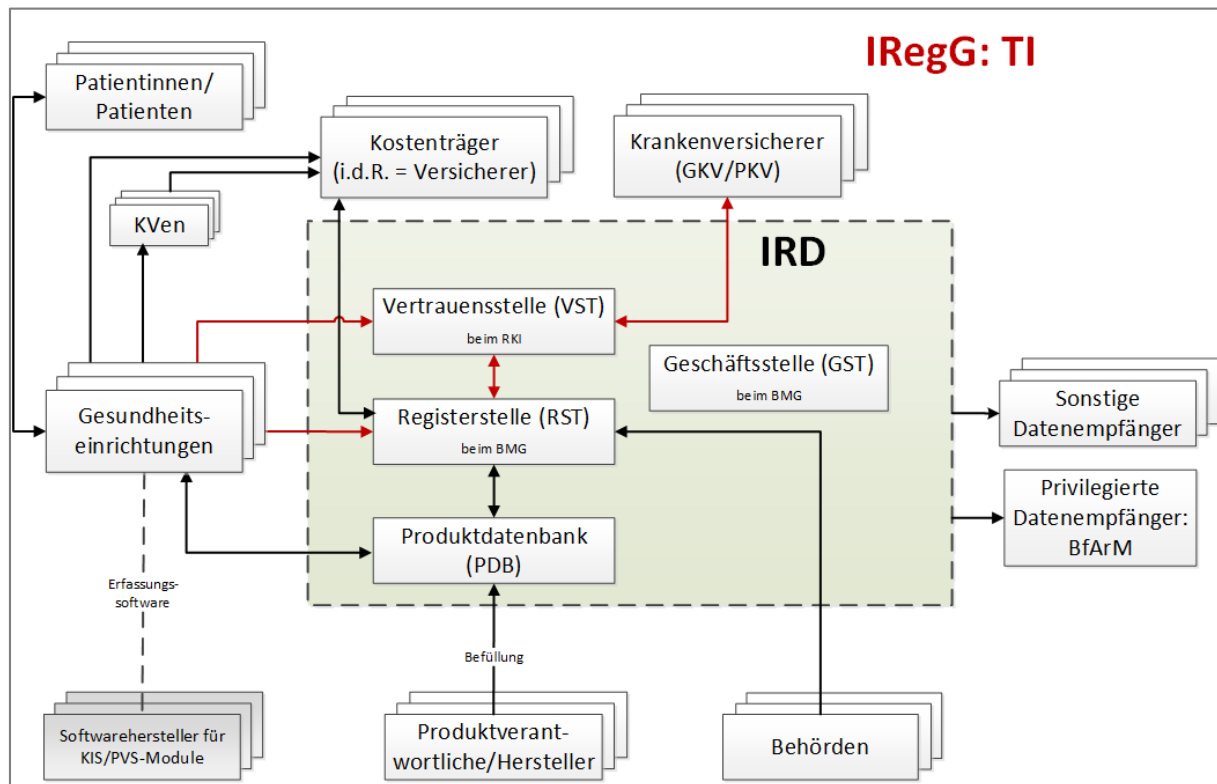 IRegG: TI
Patientinnen/
Patienten
Kostenträger
(i.d.R. = Versicherer)
Krankenversicherer
(GKV/PKV)
KVen
IRD
Vertrauensstelle (VST)
beim RKI
Geschäftsstelle (GST)
beim BMG
Gesundheits-
einrichtungen
Registerstelle (RST)
beim BMG
Sonstige
Datenempfänger
Privilegierte
Datenempfänger:
BfArM
Produktdatenbank
(PDB)
Erfassungs-
software
Befüllung
Softwarehersteller für
KIS/PVS-Module
Produktverant-
wortliche/Hersteller
Behörden